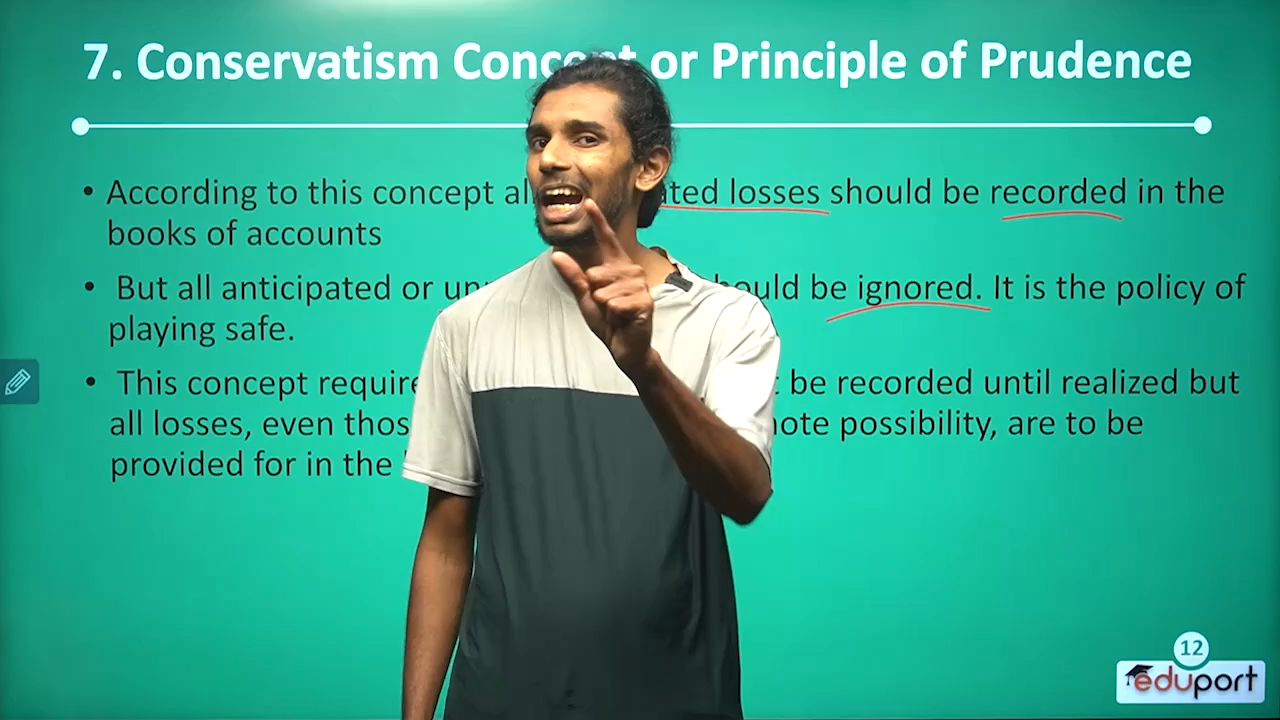 7. Conservatism Concept or Principle of Prudence
• According to this concept al ated losses should be recorded in the
books of accounts
• But all anticipated or un ould be ignored. It is the policy of
playing safe.
• This concept require be recorded until realized but
all losses, even thos note possibility, are to be
provided for in the
12
eduport